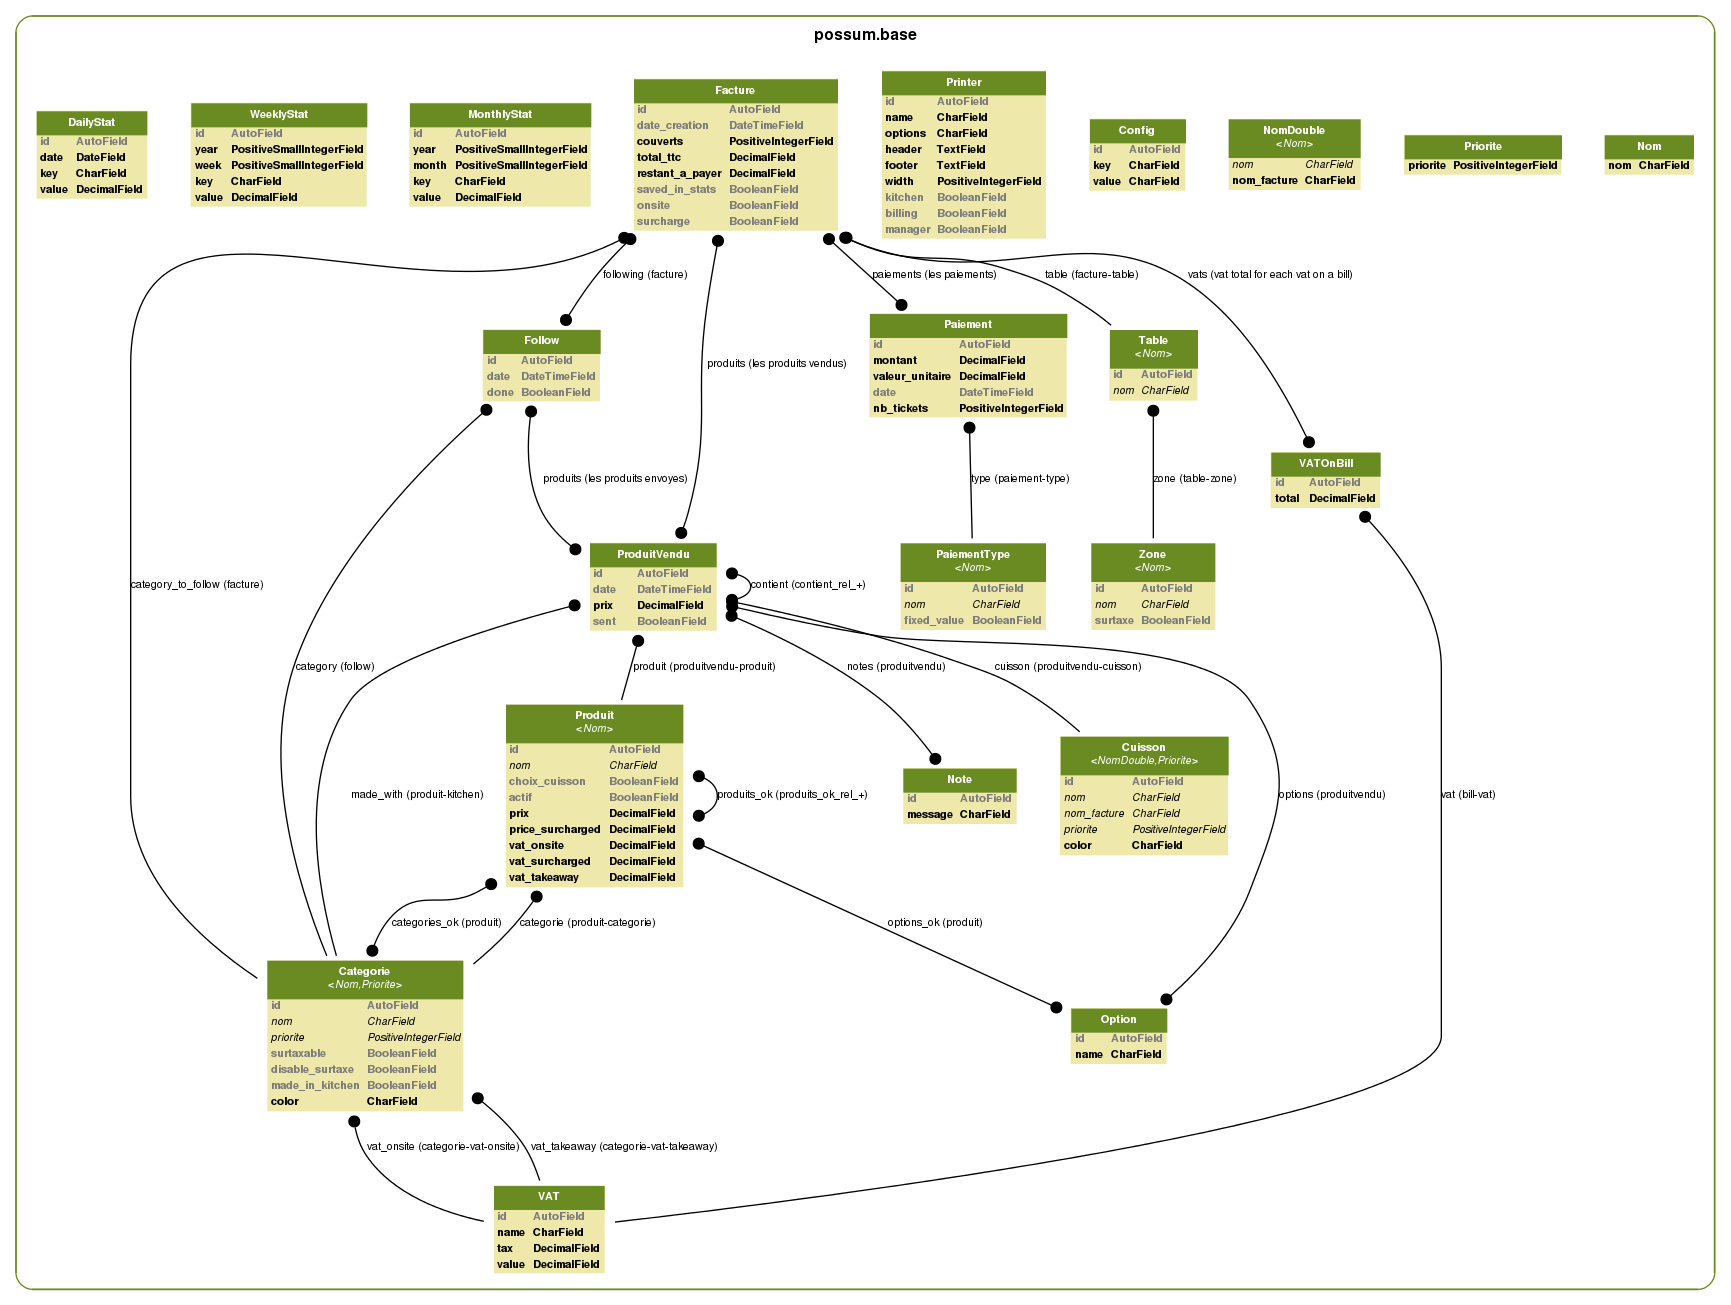 possum.base
DailyStat
id AutoField
date DateField
key CharField
value DecimalField
WeeklyStat
id AutoField
year PositiveSmallIntegerField
week PositiveSmallIntegerField
key CharField
value DecimalField
MonthlyStat
id AutoField
year PositiveSmallIntegerField
month PositiveSmallIntegerField
key CharField
value DecimalField
Facture
id AutoField
date_creation DateTimeField
couverts PositiveIntegerField
total_ttc DecimalField
restant_a_payer DecimalField
saved_in_stats BooleanField
onsite BooleanField
surcharge BooleanField
Printer
id AutoField
name CharField
options CharField
header TextField
footer TextField
width PositiveIntegerField
kitchen BooleanField
billing BooleanField
manager BooleanField
Config
id AutoField
key CharField
value CharField
NomDouble
<Nom>
nom CharField
nom_facture CharField
Priorite
priorite PositiveIntegerField
Nom
nom CharField
following (facture)
paiements (les paiements)
table (facture-table)
vats (vat total for each vat on a bill)
Follow
id AutoField
date DateTimeField
done BooleanField
produits (les produits vendus)
Paiement
id AutoField
montant DecimalField
valeur_unitaire DecimalField
date DateTimeField
nb_tickets PositiveIntegerField
Table
<Nom>
id AutoField
nom CharField
produits (les produits envoyes)
type (paiement-type)
zone (table-zone)
VATOnBill
id AutoField
total DecimalField
category_to_follow (facture)
ProduitVendu
id AutoField
date DateTimeField
prix DecimalField
sent BooleanField
contient (contient_rel_+)
PaiementType
<Nom>
id AutoField
nom CharField
fixed_value BooleanField
Zone
<Nom>
id AutoField
nom CharField
surtaxe BooleanField
category (follow)
produit (produitvendu-produit)
notes (produitvendu)
cuisson (produitvendu-cuisson)
made_with (produit-kitchen)
Produit
<Nom>
id AutoField
nom CharField
choix_cuisson BooleanField
actif BooleanField
prix DecimalField
price_surcharged DecimalField
vat_onsite DecimalField
vat_surcharged DecimalField
vat_takeaway DecimalField
produits_ok (produits_ok_rel_+)
Note
id AutoField
message CharField
Cuisson
<NomDouble,Priorite>
id AutoField
nom CharField
nom_facture CharField
priorite PositiveIntegerField
color CharField
options (produitvendu)
vat (bill-vat)
categories_ok (produit)
categorie (produit-categorie)
options_ok (produit)
Categorie
<Nom,Priorite>
id AutoField
nom CharField
priorite PositiveIntegerField
surtaxable BooleanField
disable_surtaxe BooleanField
made_in_kitchen BooleanField
color CharField
Option
id AutoField
name CharField
vat_onsite (categorie-vat-onsite)
vat_takeaway (categorie-vat-takeaway)
VAT
id AutoField
name CharField
tax DecimalField
value DecimalField